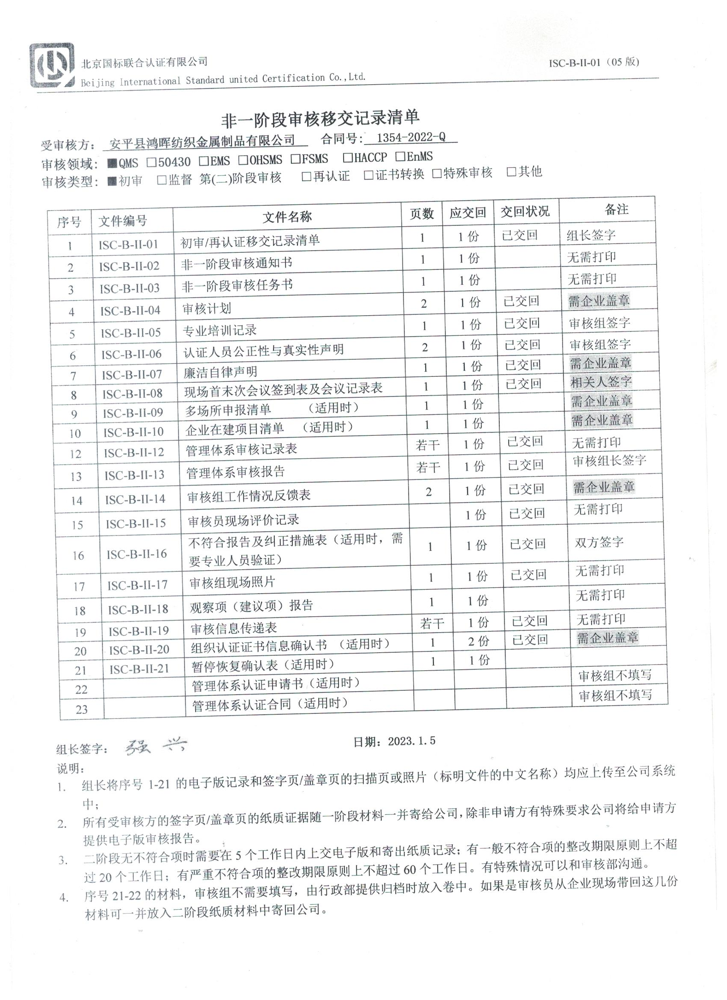 北京国标联合认证有限公司 ISC-B-II-01（05 版)
Beijing International Standard united Certification Co.,Ltd.
非一阶段审核移交记录清单
受审核方： 安平县鸿晖纺织金属制品有限公司 合同号： 1354-2022-Q
审核领域：■QMS □50430 □EMS □OHSMS □FSMS □HACCP □EnMS
审核类型：■初审 □监督 第(二)阶段审核 □再认证 □证书转换 □特殊审核 □其他
序号 文件编号 文件名称 页数 应交回 交回状况 备注
1 ISC-B-II-01 初审/再认证移交记录清单 1 1 份 已交回 组长签字
2 ISC-B-II-02 非一阶段审核通知书 1 1 份 无需打印
3 ISC-B-II-03 非一阶段审核任务书 1 1 份 无需打印
4 ISC-B-II-04 审核计划 2 1 份 已交回 需企业盖章
5 ISC-B-II-05 专业培训记录 1 1 份 已交回 审核组签字
6 ISC-B-II-06 认证人员公正性与真实性声明 2 1 份 已交回 审核组签字
7 ISC-B-II-07 廉洁自律声明 1 1 份 已交回 需企业盖章
8 ISC-B-II-08 现场首末次会议签到表及会议记录表 1 1 份 已交回 相关人签字
9 ISC-B-II-09 多场所申报清单 （适用时） 1 1 份 需企业盖章
10 ISC-B-II-10 企业在建项目清单 （适用时） 1 1 份 需企业盖章
12 ISC-B-II-12 管理体系审核记录表 若干 1 份 已交回 无需打印
13 ISC-B-II-13 管理体系审核报告 若干 1 份 已交回 审核组长签字
14 ISC-B-II-14 审核组工作情况反馈表 2 1 份 已交回 需企业盖章
15 ISC-B-II-15 审核员现场评价记录 1 份 已交回 无需打印
16 ISC-B-II-16 不符合报告及纠正措施表（适用时，需 1 1 份 已交回 双方签字
要专业人员验证）
17 ISC-B-II-17 审核组现场照片 1 1 份 已交回 无需打印
18 ISC-B-II-18 观察项（建议项）报告 1 1 份 无需打印
19 ISC-B-II-19 审核信息传递表 若干 1 份 已交回 无需打印
20 ISC-B-II-20 组织认证证书信息确认书 （适用时） 1 2 份 已交回 需企业盖章
21 ISC-B-II-21 暂停恢复确认表（适用时） 1 1 份
22 管理体系认证申请书（适用时） 审核组不填写
23 管理体系认证合同（适用时） 审核组不填写
组长签字： 强兴 日期：2023.1.5
说明：
1. 组长将序号 1-21 的电子版记录和签字页/盖章页的扫描页或照片（标明文件的中文名称）均应上传至公司系统
中；
2. 所有受审核方的签字页/盖章页的纸质证据随一阶段材料一并寄给公司，除非申请方有特殊要求公司将给申请方
提供电子版审核报告。
3. 二阶段无不符合项时需要在 5 个工作日内上交电子版和寄出纸质记录；有一般不符合项的整改期限原则上不超
过 20 个工作日；有严重不符合项的整改期限原则上不超过 60 个工作日。有特殊情况可以和审核部沟通。
4. 序号 21-22 的材料，审核组不需要填写，由行政部提供归档时放入卷中。如果是审核员从企业现场带回这几份
材料可一并放入二阶段纸质材料中寄回公司。